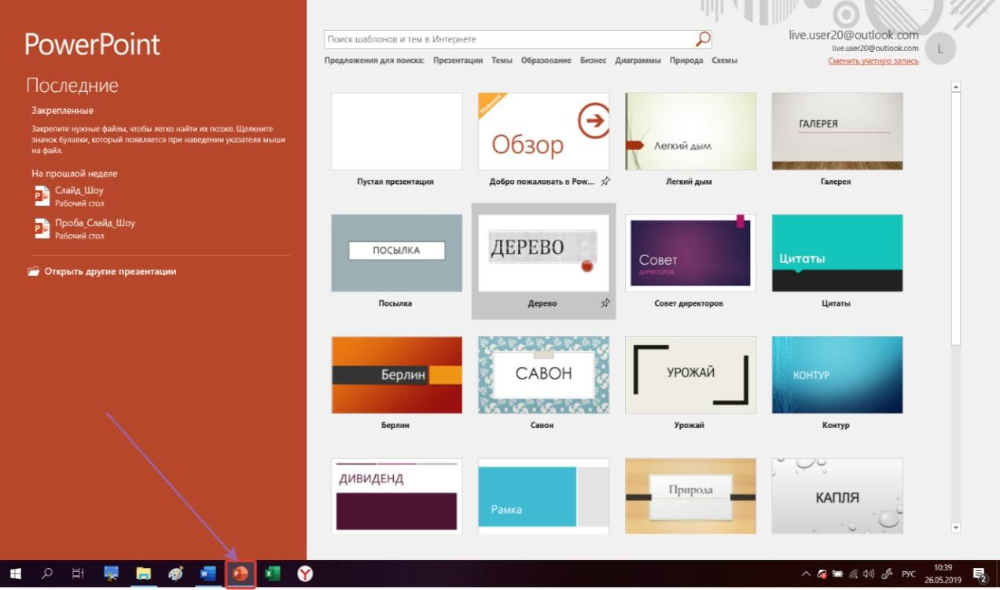 PowerPoint
Последние
Закрепленные
Закрепите нужные файлы, чтобы легко найти их позже. Щелкните
значок булавки, который появляется при наведении указателя мыши
на файл.
На прошлой неделе
Слайд_Шоу
Рабочий стол
Проба_Слайд_Шоу
Рабочий стол
Открыть другие презентации
Поиск шаблонов и тем в Интернете
Предложения для поиска: Презентации Темы Образование Бизнес Диаграммы Природа Схемы
live.user20@outlook.com
live.user20@outlook.com
Сменить учетную запись
L
Новинка
Обзор
Легкий дым
ГАЛЕРЕЯ
Пустая презентация
Добро пожаловать в Pow...
Легкий дым
Галерея
ПОСЫЛКА
ДЕРЕВО
Совет
ДИРЕКТОРОВ
Цитаты
Посылка
Дерево
Совет директоров
Цитаты
Берлин
САВОН
УРОЖАЙ
КОНТУР
Берлин
Савон
Урожай
Контур
ДИВИДЕНД
Рамка
Природа
КАПЛЯ
РУС
10:39
26.05.2019
2